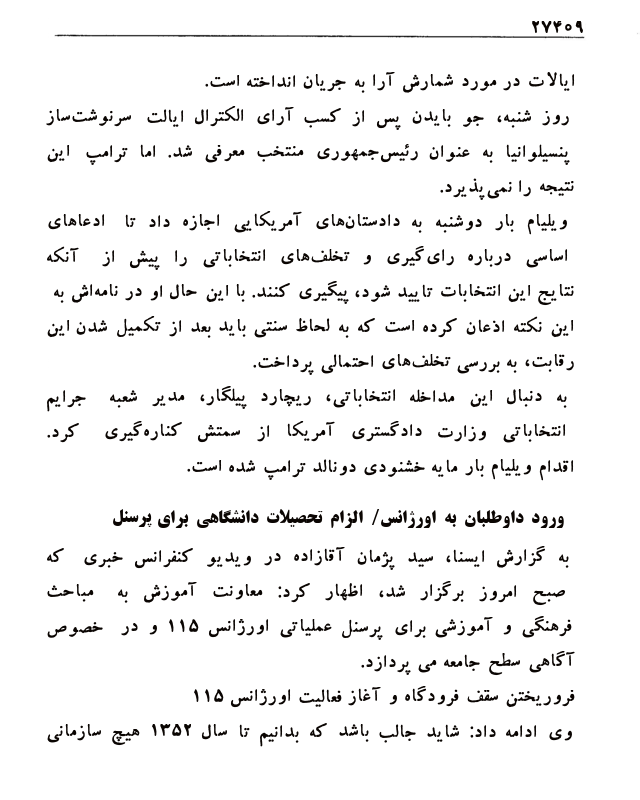 ۲۷۴۰۹
ایالات در مورد شمارش آرا به جریان انداخته است.
روز شنبه، جو بایدن پس از کسب آرای الکترال ایالت سرنوشت‌ساز
پنسیلوانیا به عنوان رئیس‌جمهوری منتخب معرفی شد. اما ترامپ این
نتیجه را نمی‌پذیرد.
ویلیام بار دوشنبه به دادستان‌های آمریکایی اجازه داد تا ادعاهای
اساسی درباره رای‌گیری و تخلف‌های انتخاباتی را پیش از آنکه
نتایج این انتخابات تایید شود، پیگیری کنند. با این حال او در نامه‌اش به
این نکته اذعان کرده است که به لحاظ سنتی باید بعد از تکمیل شدن این
رقابت، به بررسی تخلف‌های احتمالی پرداخت.
به دنبال این مداخله انتخاباتی، ریچارد پیلگار، مدیر شعبه جرایم
انتخاباتی وزارت دادگستری آمریکا از سمتش کناره‌گیری کرد.
اقدام ویلیام بار مایه خشنودی دونالد ترامپ شده است.
ورود داوطلبان به اورژانس/ الزام تحصیلات دانشگاهی برای پرسنل
به گزارش ایسنا، سید پژمان آقازاده در ویدیو کنفرانس خبری که
صبح امروز برگزار شد، اظهار کرد: معاونت آموزش به مباحث
فرهنگی و آموزشی برای پرسنل عملیاتی اورژانس ۱۱۵ و در خصوص
آگاهی سطح جامعه می پردازد.
فروریختن سقف فرودگاه و آغاز فعالیت اورژانس ۱۱۵
وی ادامه داد: شاید جالب باشد که بدانیم تا سال ۱۳۵۲ هیچ سازمانی